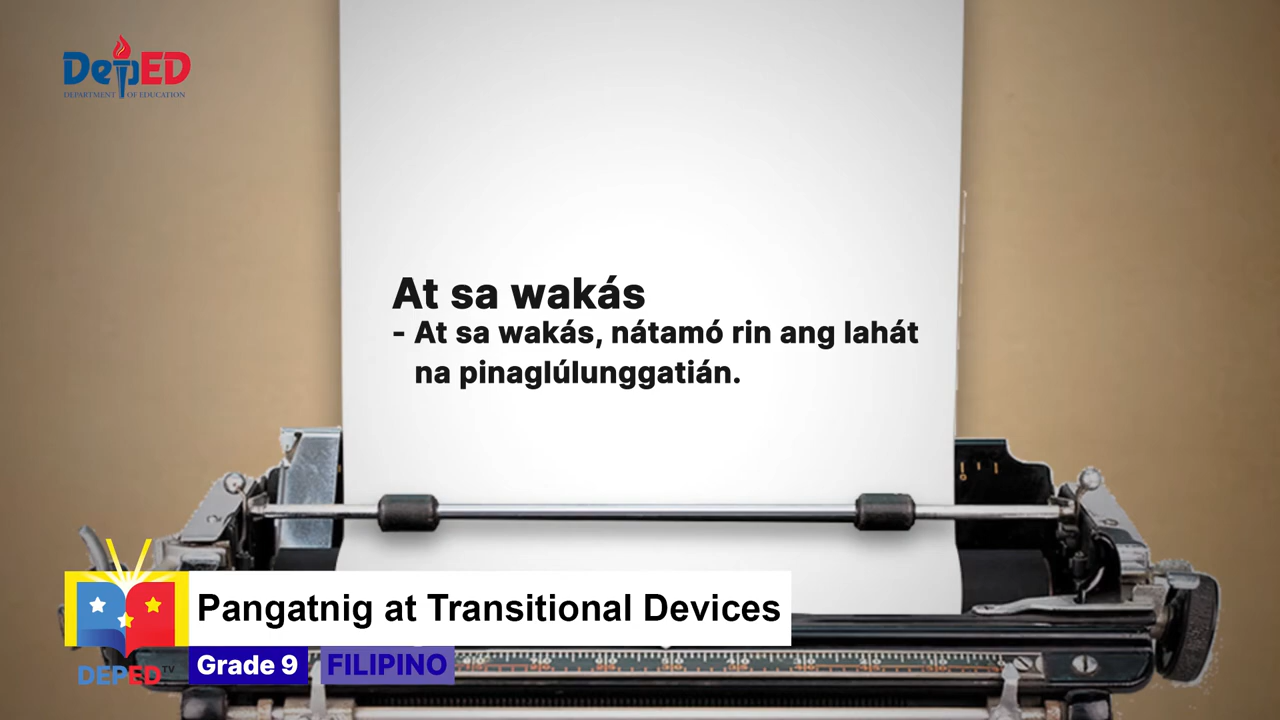 DepED
DEPARTMENT OF EDUCATION
At sa wakás
- At sa wakás, nátamó rin ang lahát
na pinaglúlunggatián.
Pangatnig at Transitional Devices
DEPED TV
Grade 9 FILIPINO